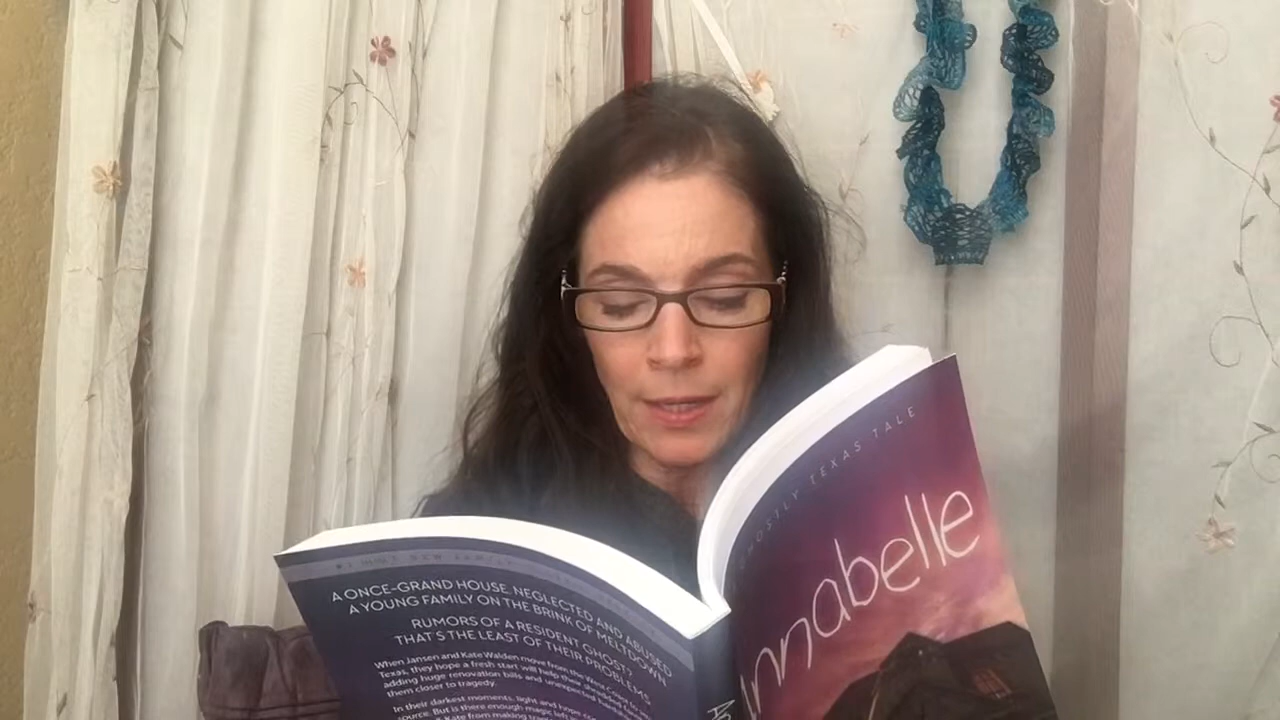 A ONCE-GRAND HOUSE, NEGLECTED AND ABUSED
A YOUNG FAMILY ON THE BRINK OF MELTDOWN
RUMORS OF A RESIDENT GHOST?
THAT'S THE LEAST OF THEIR PROBLEMS
When Jansen and Kate Walden move from the West Coast to
Texas, they hope a fresh start will help their
adding huge renovation bills and unexpected
them closer to tragedy.
In their darkest moments, light and hope
source. But is there enough magic left
Kate from making
GHOSTLY TEXAS TALE
nnabelle